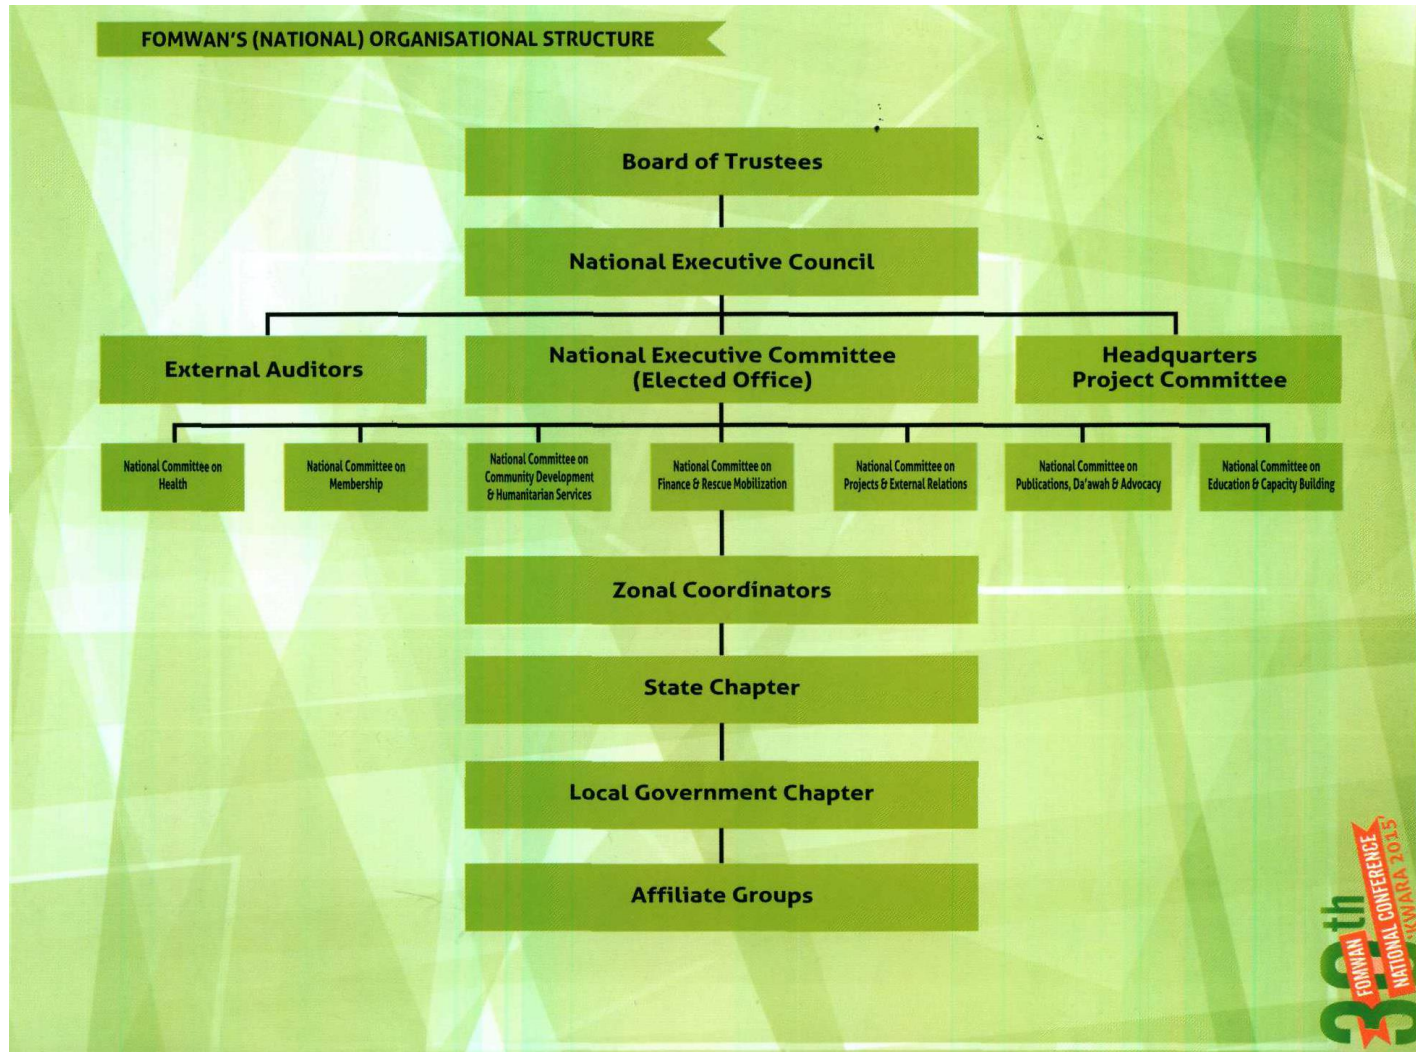 FOMWAN'S (NATIONAL) ORGANISATIONAL STRUCTURE
Board of Trustees
National Executive Council
External Auditors
National Executive Committee
(Elected Office)
Headquarters
Project Committee
National Committee on
Health
National Committee on
Membership
National Committee on
Community Development
& Humanitarian Services
National Committee on
Finance & Rescue Mobilization
National Committee on
Projects & External Relations
National Committee on
Publications, Da'awah & Advocacy
National Committee on
Education & Capacity Building
Zonal Coordinators
State Chapter
Local Government Chapter
Affiliate Groups
30th
FOMWAN
NATIONAL CONFERENCE
'KWARA 2015'